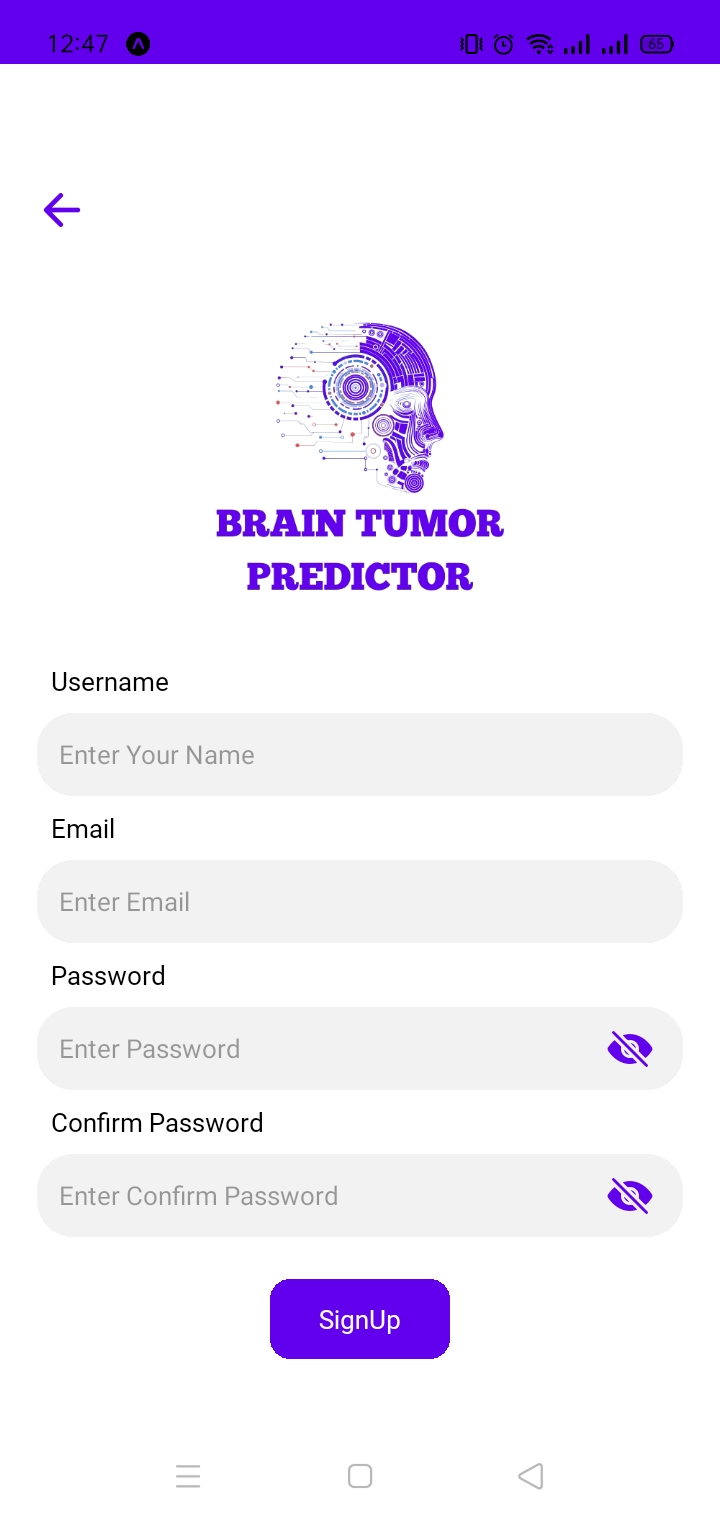 12:47
65
BRAIN TUMOR
PREDICTOR
Username
Enter Your Name
Email
Enter Email
Password
Enter Password
Confirm Password
Enter Confirm Password
SignUp